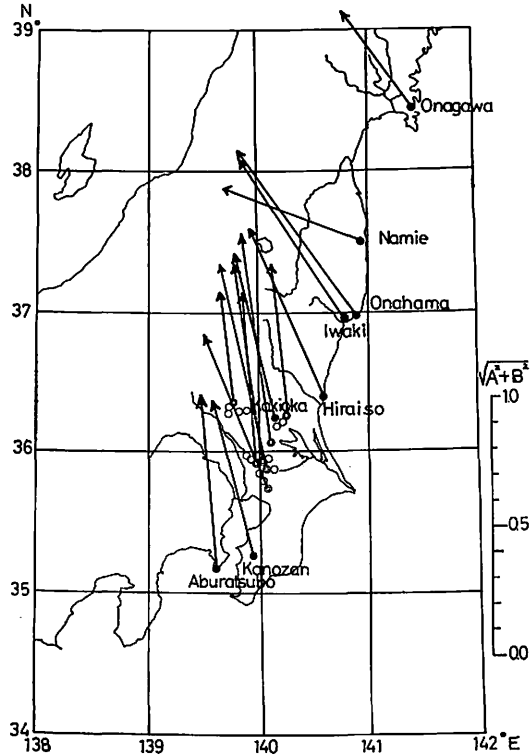 N
39°
Onagawa
38
Namie
37
Onahama
Iwaki
√A²+B²
1.0
Kakioka
Hiraiso
36
0.5
Kanozan
Aburatsubo
35
0.0
34
138
139
140
141
142°E